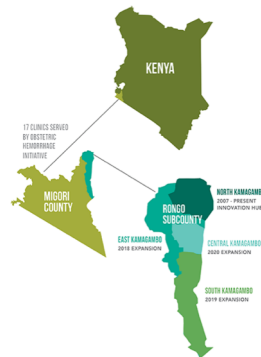 KENYA
17 CLINICS SERVED
BY OBSTETRIC
HEMORRHAGE
INITIATIVE
MIGORI
COUNTY
NORTH KAMAGAMB
2007 - PRESENT
INNOVATION HUB
RONGO
SUBCOUNTY
EAST KAMAGAMBO
2018 EXPANSION
CENTRAL KAMAGAMBO
2020 EXPANSION
SOUTH KAMAGAMBO
2019 EXPANSION